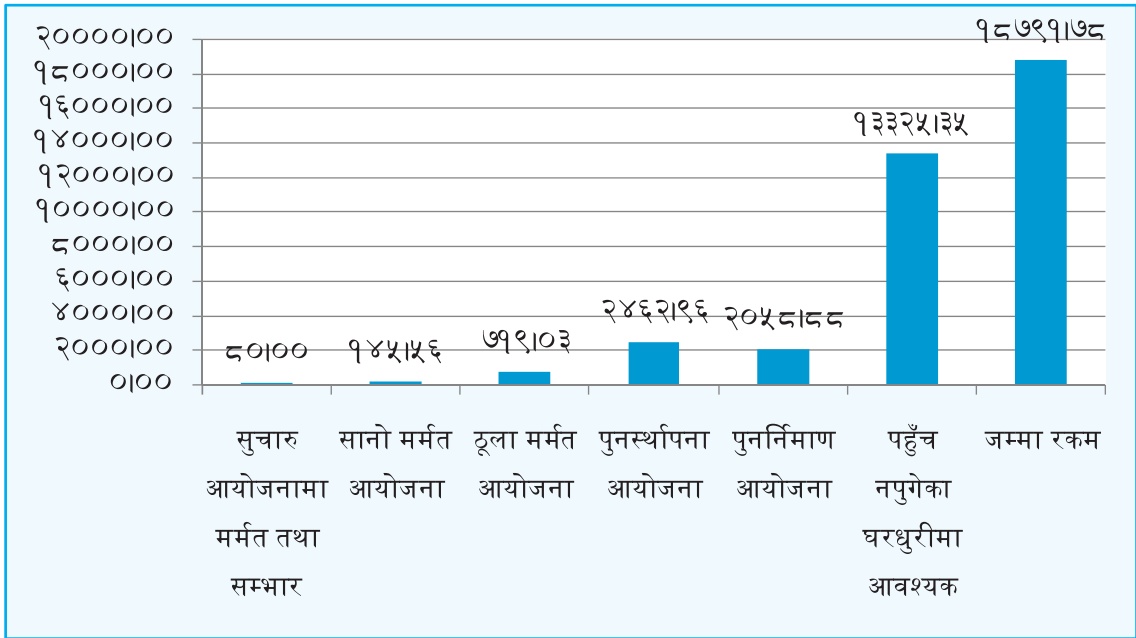 २००००।००
१८०००।००
१६०००।००
१४०००।००
१२०००।००
१००००।००
८०००।००
६०००।००
४०००।००
२०००।००
०।००
८०।००
१४५।५६
७१९।०३
२४६२।९६
२०५८।८८
१३३२५।३५
१८७९१।७८
सुचारु
आयोजनामा
मर्मत तथा
सम्भार
सानो मर्मत
आयोजना
ठूला मर्मत
आयोजना
पुनर्स्थापना
आयोजना
पुनर्निमाण
आयोजना
पहुँच
नपुगेका
घरधुरीमा
आवश्यक
जम्मा रकम